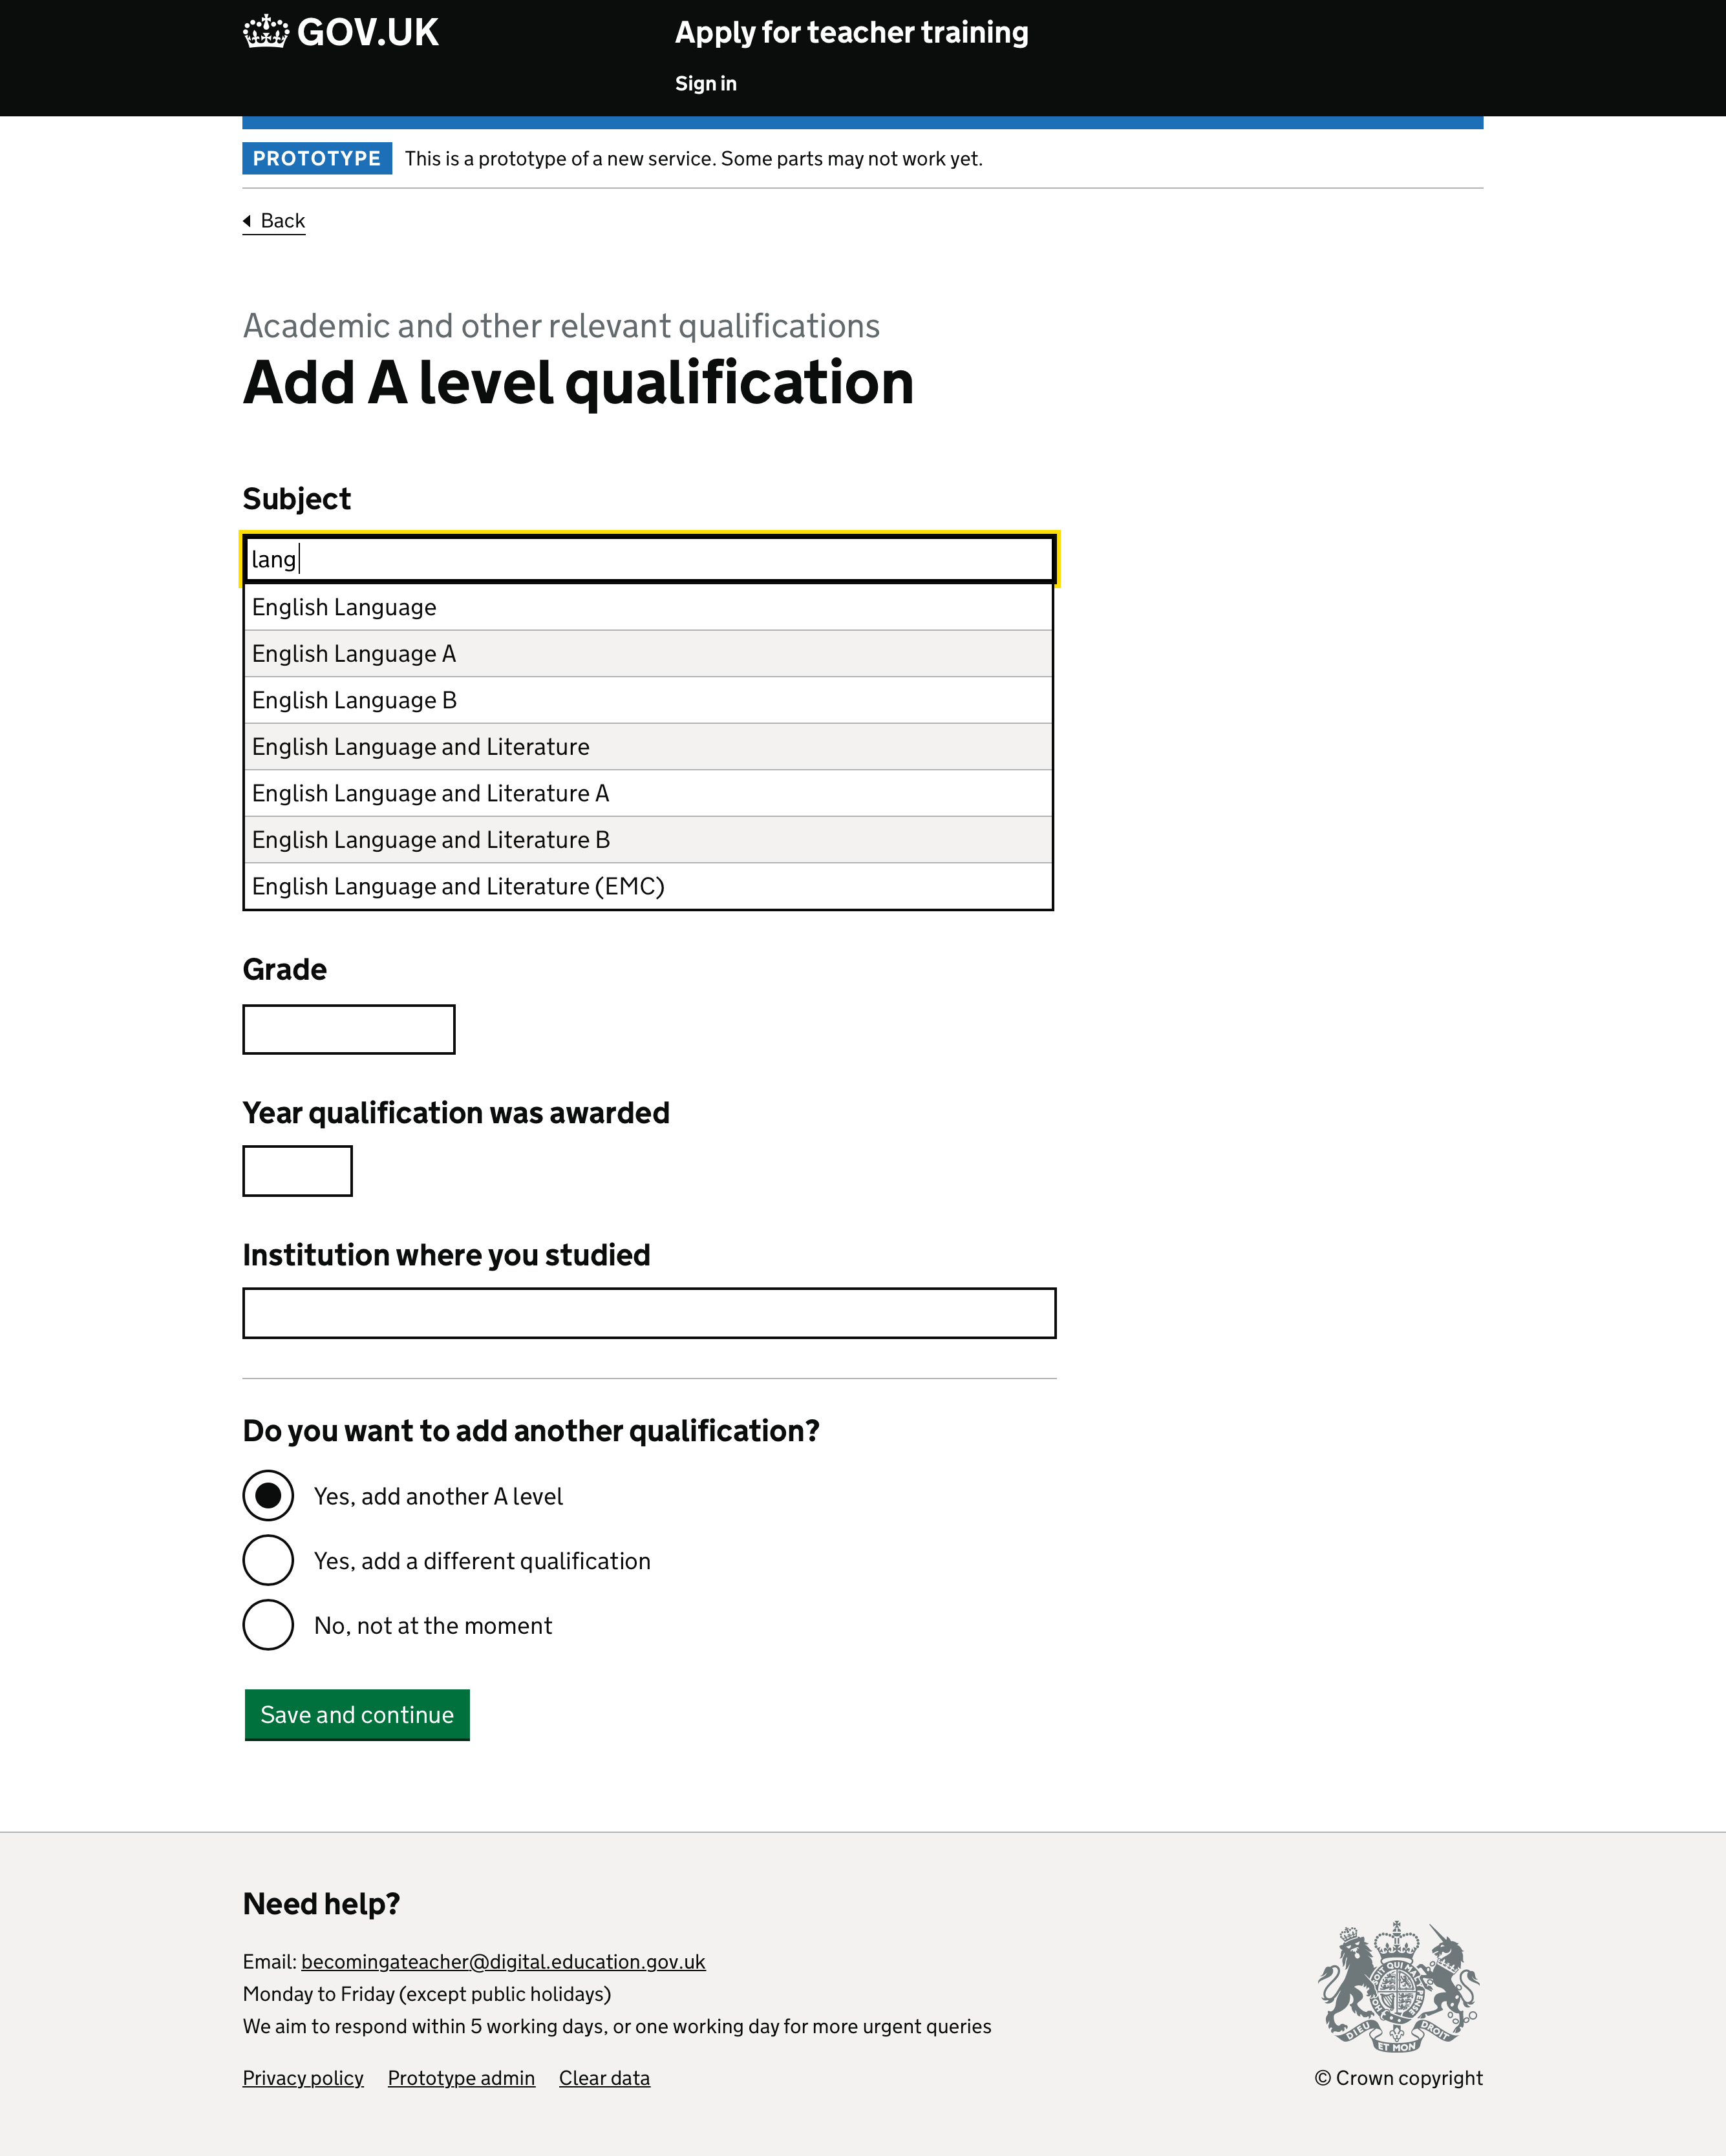 GOV.UK
Apply for teacher training
Sign in
PROTOTYPE This is a prototype of a new service. Some parts may not work yet.
Back
Academic and other relevant qualifications
Add A level qualification
Subject
lang
English Language
English Language A
English Language B
English Language and Literature
English Language and Literature A
English Language and Literature B
English Language and Literature (EMC)
Grade
Year qualification was awarded
Institution where you studied
Do you want to add another qualification?
Yes, add another A level
Yes, add a different qualification
No, not at the moment
Save and continue
Need help?
Email: becomingateacher@digital.education.gov.uk
Monday to Friday (except public holidays)
We aim to respond within 5 working days, or one working day for more urgent queries
Privacy policy Prototype admin Clear data
DIEU ET MON DROIT
© Crown copyright